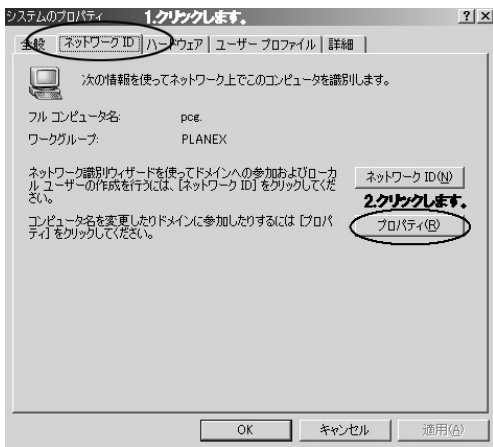 システムのプロパティ 1.クリックします。 ? ×
全般 ネットワーク ID ハードウェア ユーザー プロファイル 詳細
次の情報を使ってネットワーク上でこのコンピュータを識別します。
フル コンピュータ名: pcg.
ワークグループ: PLANEX
ネットワーク識別ウィザードを使ってドメインへの参加およびローカ
ル ユーザーの作成を行うには、[ネットワーク ID] をクリックしてくだ
さい。
ネットワーク ID(N)
2.クリックします。
コンピュータ名を変更したりドメインに参加したりするには [プロパ
ティ] をクリックしてください。
プロパティ(R)
OK キャンセル 適用(A)